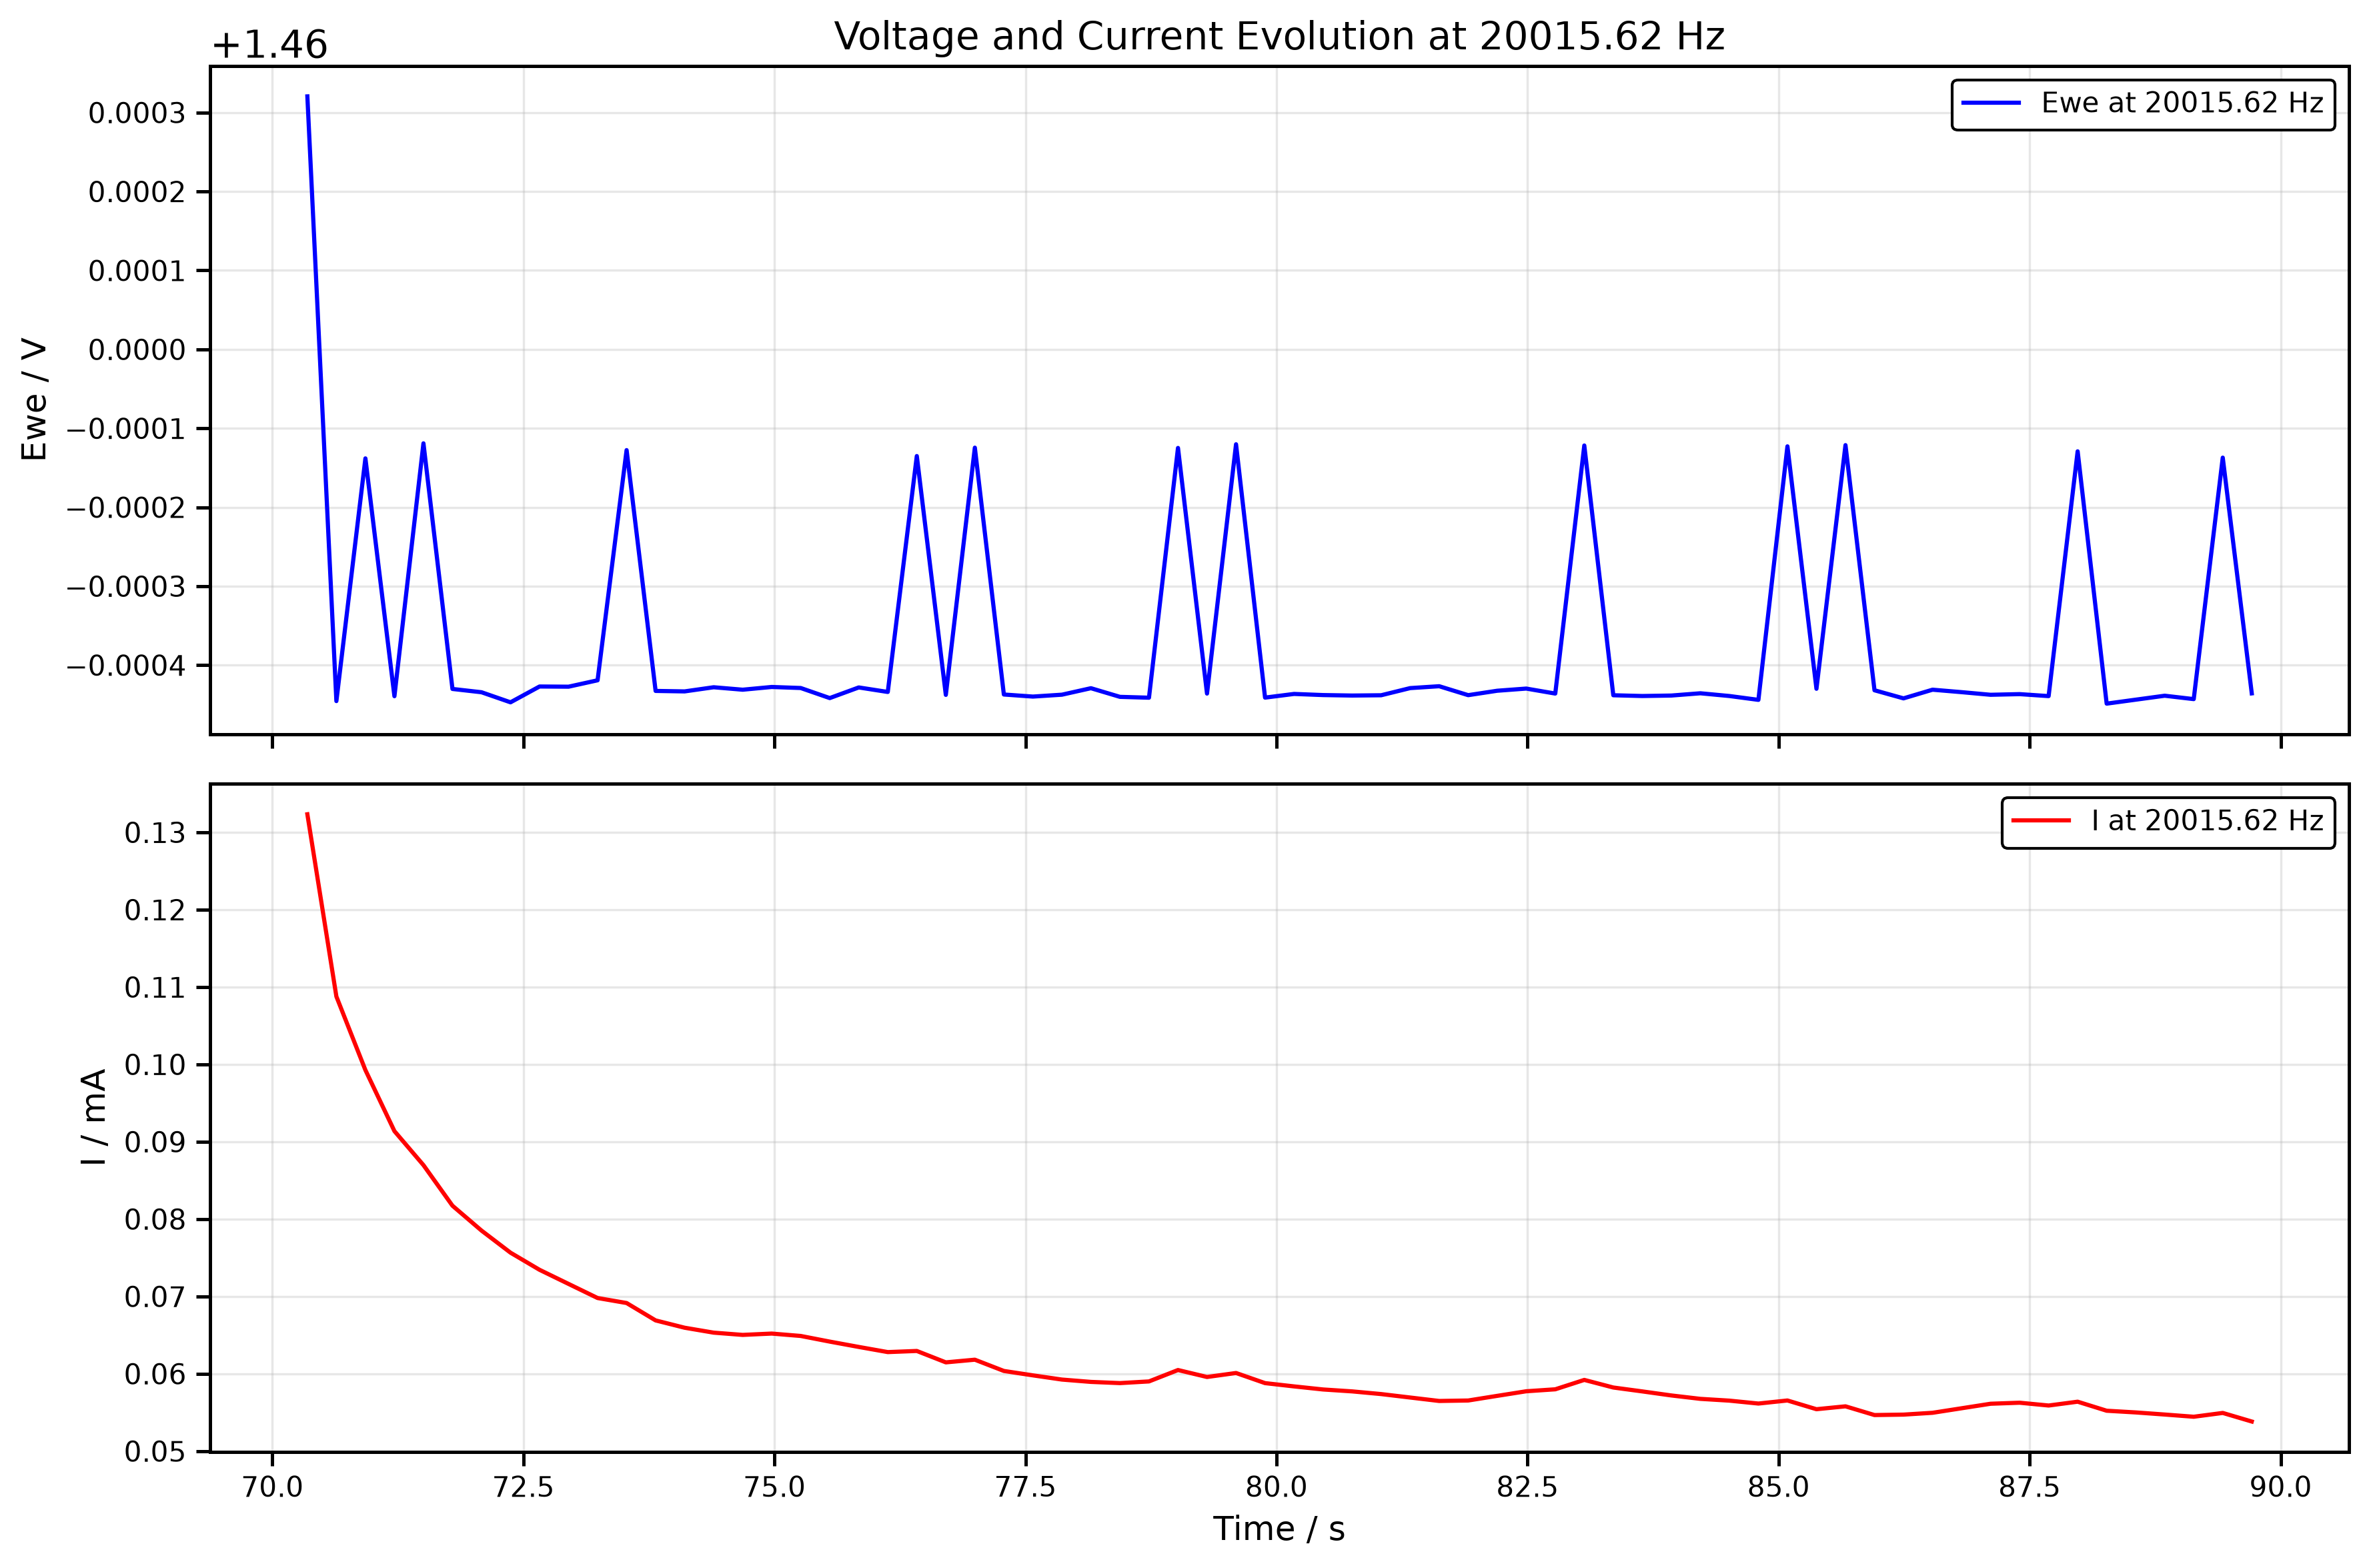 Voltage and Current Evolution at 20015.62 Hz
+1.46
Ewe at 20015.62 Hz
0.0003
0.0002
0.0001
0.0000
−0.0001
−0.0002
−0.0003
−0.0004
Ewe / V
I at 20015.62 Hz
0.13
0.12
0.11
0.10
0.09
0.08
0.07
0.06
0.05
I / mA
70.0 72.5 75.0 77.5 80.0 82.5 85.0 87.5 90.0
Time / s